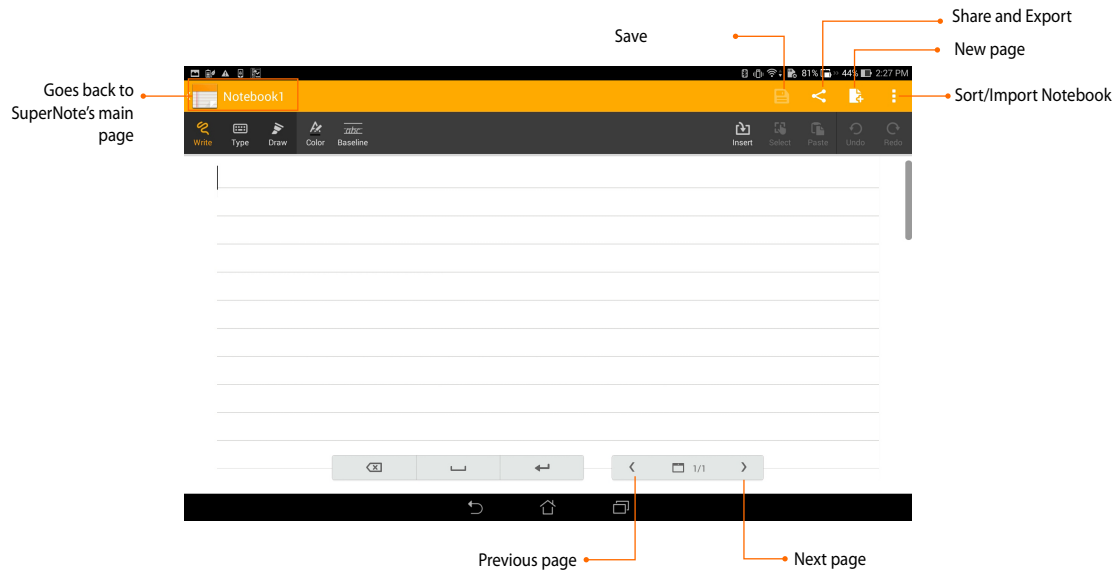 Share and Export
Save
New page
81% 44% 2:27 PM
Goes back to
SuperNote's main
page
Notebook1
Sort/Import Notebook
Write Type Draw Color abc Baseline Insert Select Paste Undo Redo
1/1
Previous page
Next page